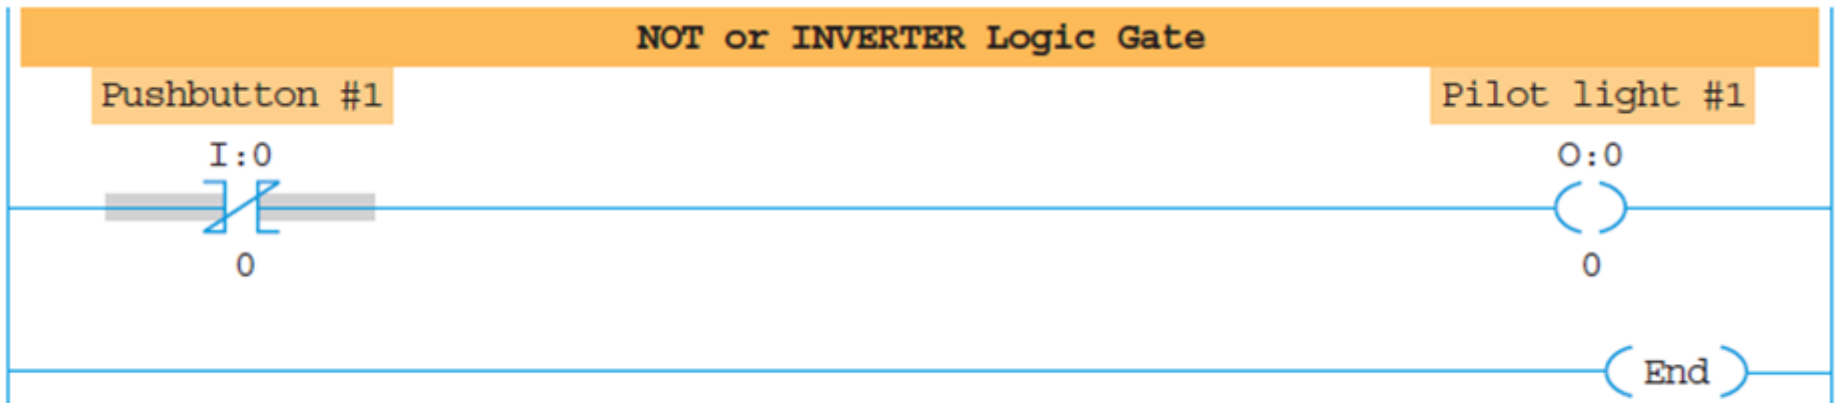 NOT or INVERTER Logic Gate
Pushbutton #1
Pilot light #1
I:0
O:0
0
0
End